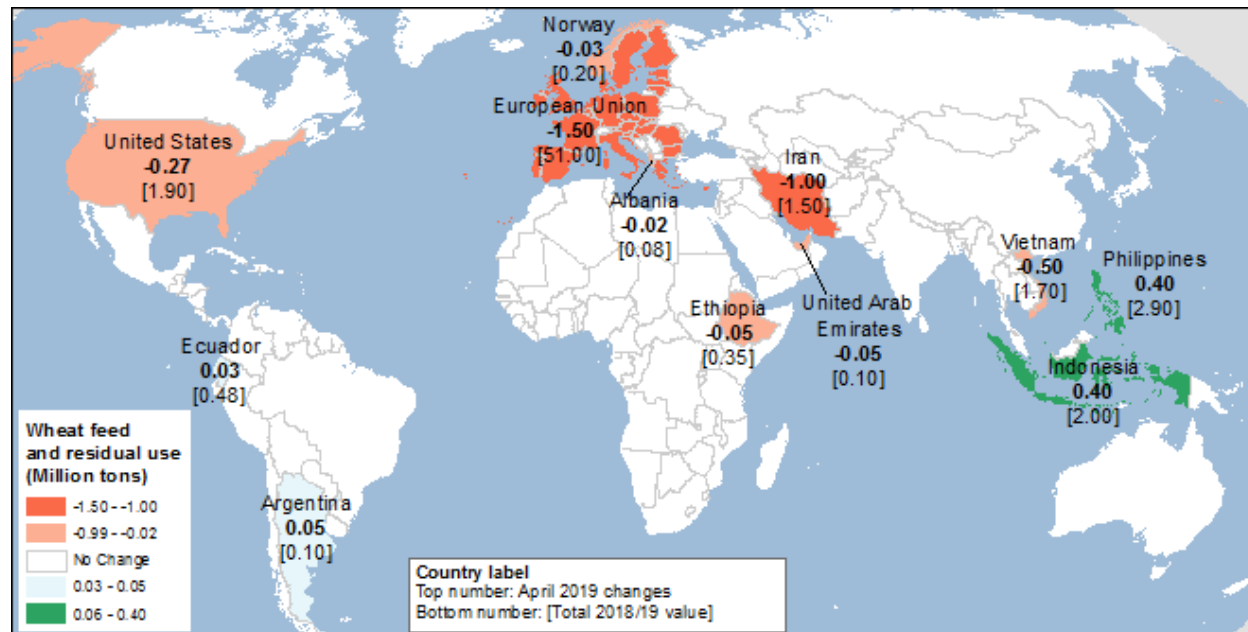 Norway
-0.03
[0.20]
European Union
-1.50
[51.00]
United States
-0.27
[1.90]
Iran
-1.00
[1.50]
Albania
-0.02
[0.08]
Vietnam
-0.50
[1.70]
Philippines
0.40
[2.90]
Ethiopia
-0.05
[0.35]
United Arab
Emirates
-0.05
[0.10]
Ecuador
0.03
[0.48]
Indonesia
0.40
[2.00]
Argentina
0.05
[0.10]
Wheat feed
and residual use
(Million tons)
-1.50 - -1.00
-0.99 - -0.02
No Change
0.03 - 0.05
0.06 - 0.40
Country label
Top number: April 2019 changes
Bottom number: [Total 2018/19 value]